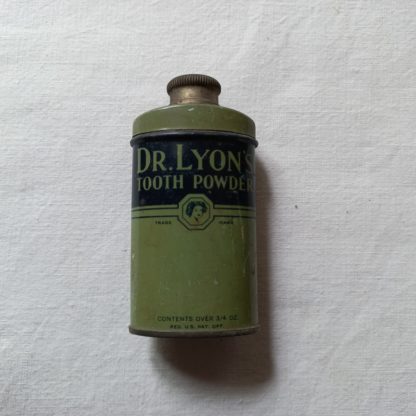 DR. LYON'S
TOOTH POWDER
TRADE MARK
CONTENTS OVER 3/4 OZ.
REG. U.S. PAT. OFF.